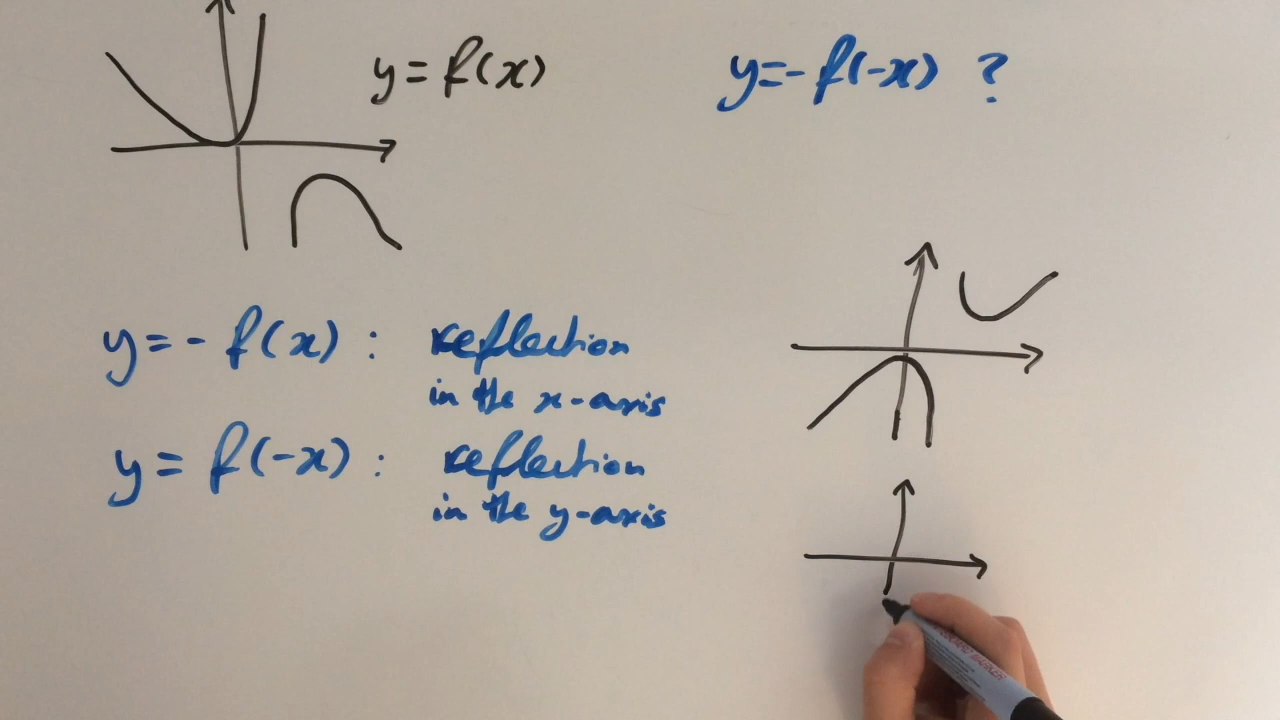 y=f(x)
y=-f(-x) ?
y=-f(x) : reflection
in the x-axis
y=f(-x) : reflection
in the y-axis